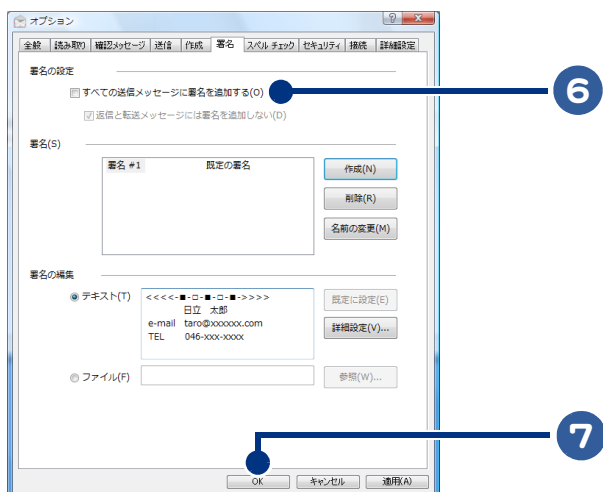 オプション
全般 読み取り 確認メッセージ 送信 作成 署名 スペル チェック セキュリティ 接続 詳細設定
署名の設定
すべての送信メッセージに署名を追加する(O)
6
返信と転送メッセージには署名を追加しない(D)
署名(S)
署名 #1 既定の署名
作成(N)
削除(R)
名前の変更(M)
署名の編集
テキスト(T)
<<<<-■-□-■-□-■->>>>
日立 太郎
e-mail taro@xxxxxx.com
TEL 046-xxx-xxxx
既定に設定(E)
詳細設定(V)...
ファイル(F)
参照(W)...
7
OK キャンセル 適用(A)